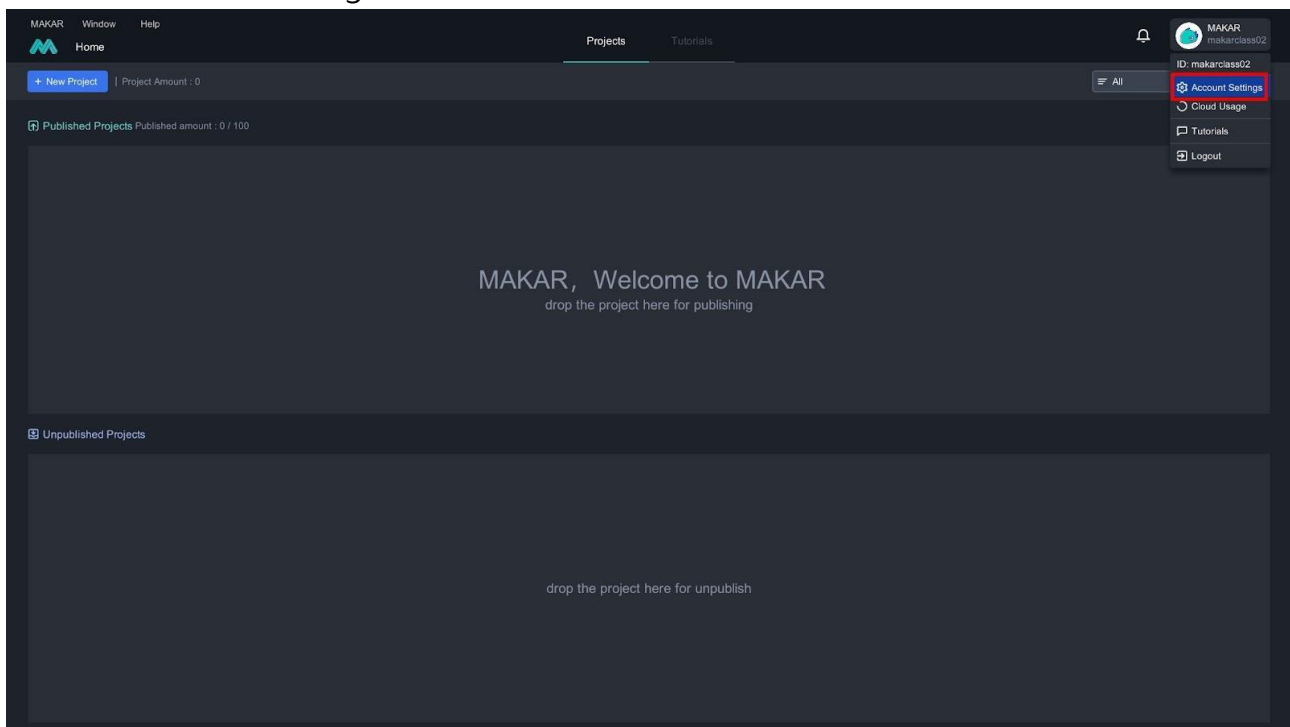 MAKAR Window Help
Home
Projects Tutorials
MAKAR
makarclass02
+ New Project | Project Amount : 0
All
ID: makarclass02
Account Settings
Cloud Usage
Tutorials
Logout
Published Projects Published amount : 0 / 100
MAKAR，Welcome to MAKAR
drop the project here for publishing
Unpublished Projects
drop the project here for unpublish